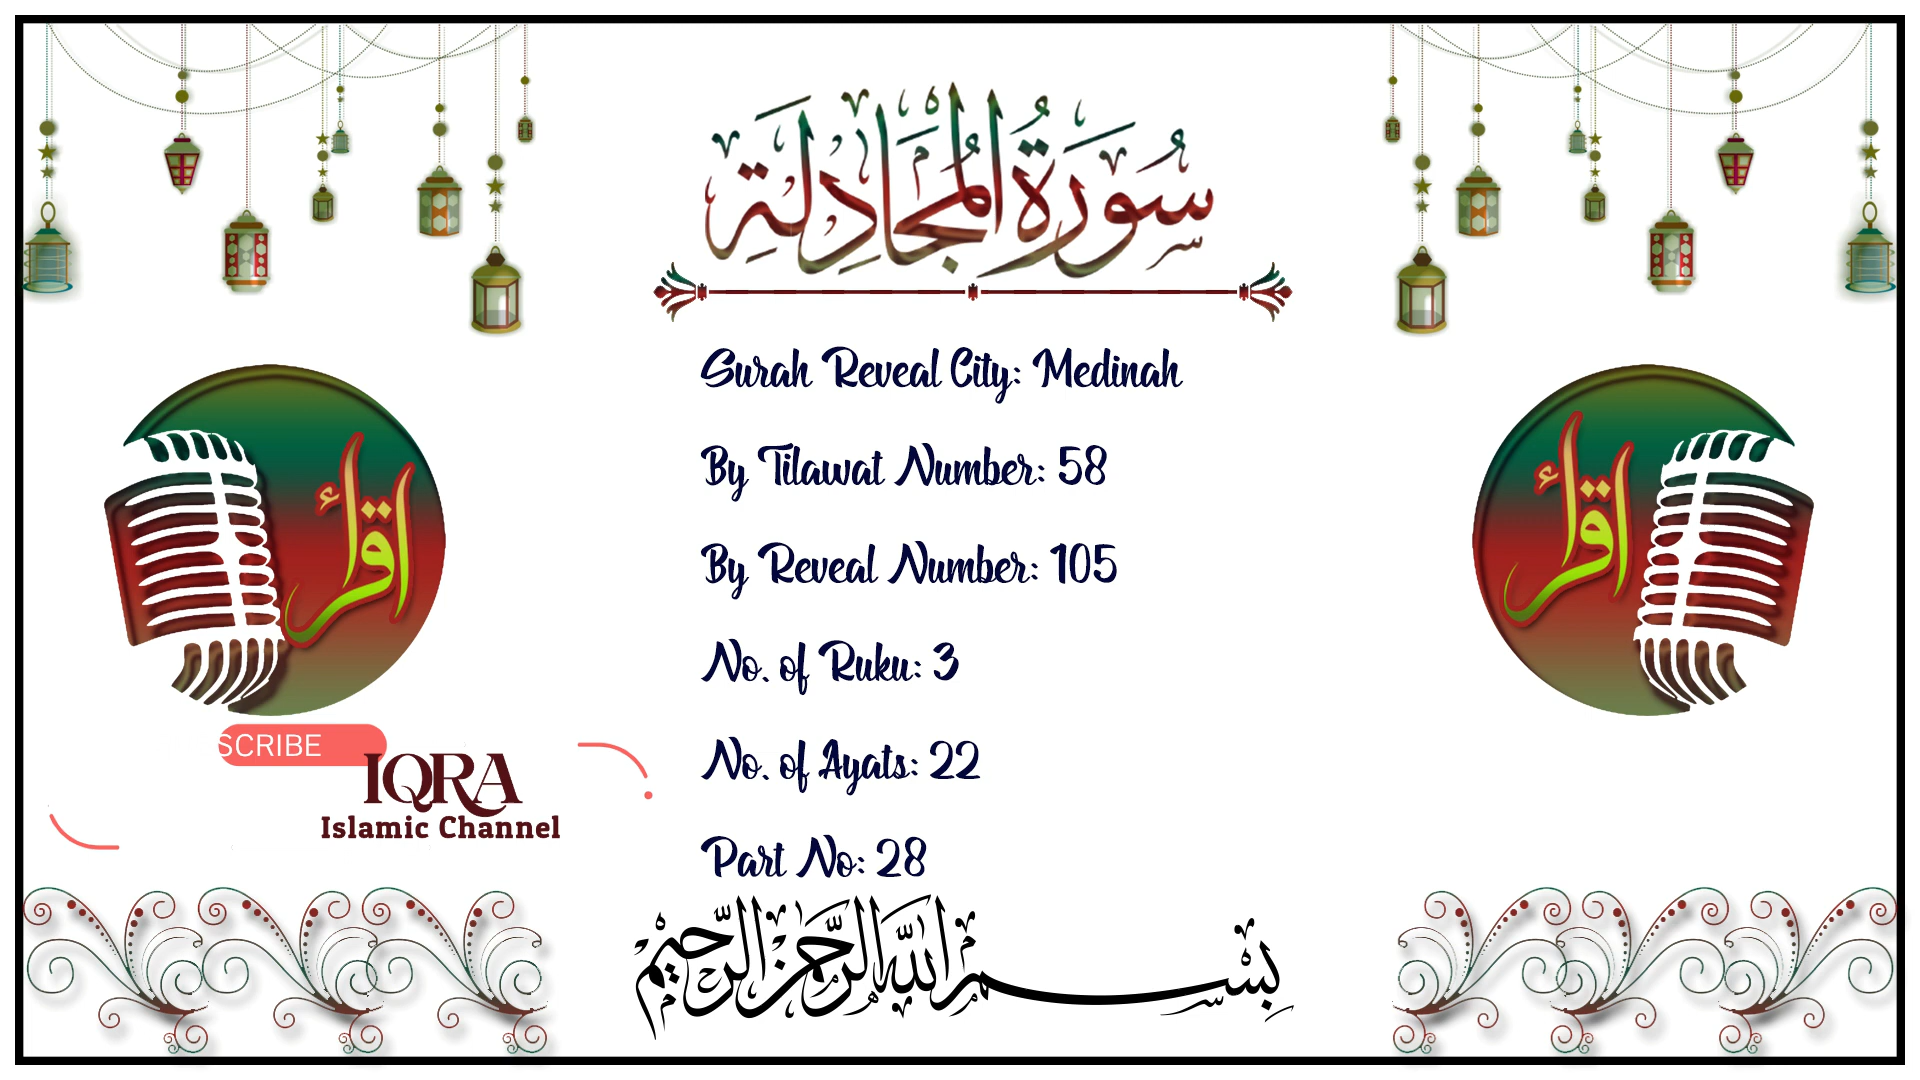 سُورَةُ المُجَادِلَةِ
Surah Reveal City: Medinah
By Tilawat Number: 58
By Reveal Number: 105
No. of Ruku: 3
No. of Ayats: 22
Part No: 28
اقرأ
اقرأ
SCRIBE
IQRA
Islamic Channel
بِسْمِ اللهِ الرَّحْمٰنِ الرَّحِيْمِ